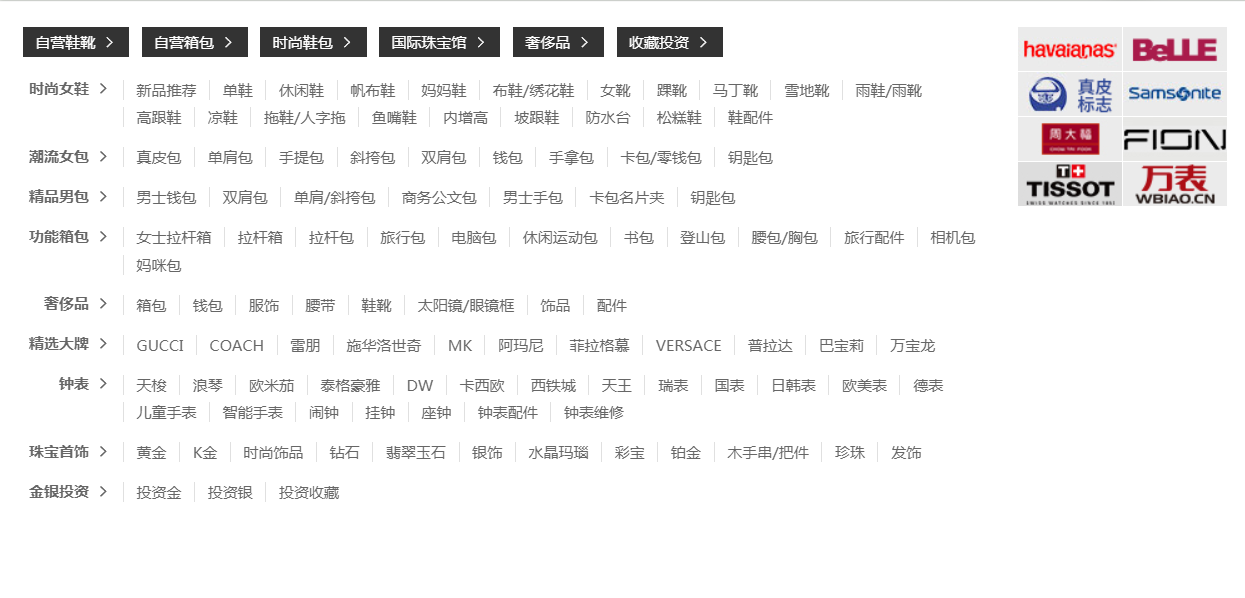 自营鞋靴 自营箱包 时尚鞋包 国际珠宝馆 奢侈品 收藏投资
时尚女鞋 新品推荐 单鞋 休闲鞋 帆布鞋 妈妈鞋 布鞋/绣花鞋 女靴 踝靴 马丁靴 雪地靴 雨鞋/雨靴
高跟鞋 凉鞋 拖鞋/人字拖 鱼嘴鞋 内增高 坡跟鞋 防水台 松糕鞋 鞋配件
潮流女包 真皮包 单肩包 手提包 斜挎包 双肩包 钱包 手拿包 卡包/零钱包 钥匙包
精品男包 男士钱包 双肩包 单肩/斜挎包 商务公文包 男士手包 卡包名片夹 钥匙包
功能箱包 女士拉杆箱 拉杆箱 拉杆包 旅行包 电脑包 休闲运动包 书包 登山包 腰包/胸包 旅行配件 相机包
妈咪包
奢侈品 箱包 钱包 服饰 腰带 鞋靴 太阳镜/眼镜框 饰品 配件
精选大牌 GUCCI COACH 雷朋 施华洛世奇 MK 阿玛尼 菲拉格慕 VERSACE 普拉达 巴宝莉 万宝龙
钟表 天梭 浪琴 欧米茄 泰格豪雅 DW 卡西欧 西铁城 天王 瑞表 国表 日韩表 欧美表 德表
儿童手表 智能手表 闹钟 挂钟 座钟 钟表配件 钟表维修
珠宝首饰 黄金 K金 时尚饰品 钻石 翡翠玉石 银饰 水晶玛瑙 彩宝 铂金 木手串/把件 珍珠 发饰
金银投资 投资金 投资银 投资收藏
havaianas BeLLE
真皮
标志 Samsonite
周大福
CHOW TAI FOOK FION
TISSOT
SWISS WATCHES SINCE 1853
万表
WBIAO.CN